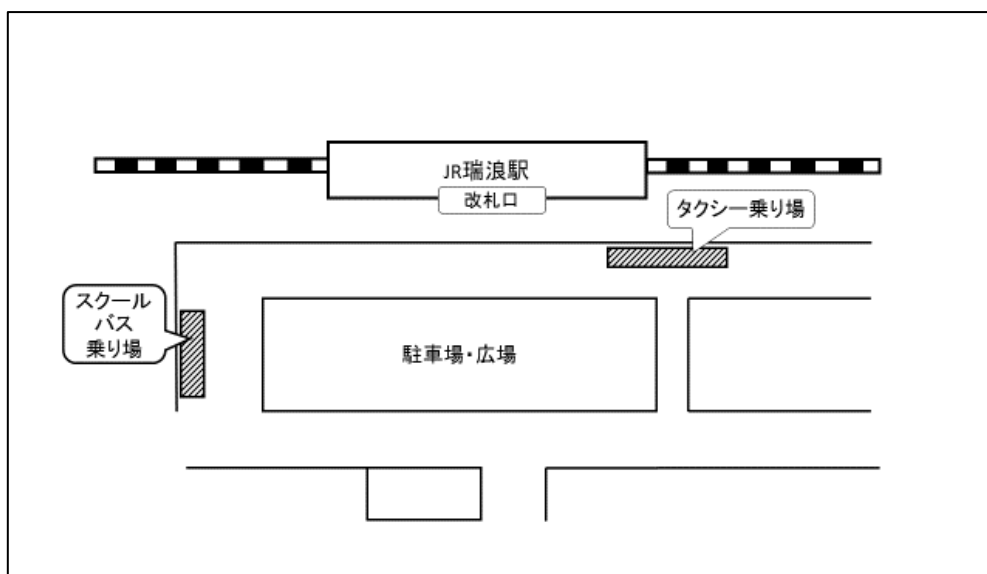 JR瑞浪駅
改札口
タクシー乗り場
スクール
バス
乗り場
駐車場・広場